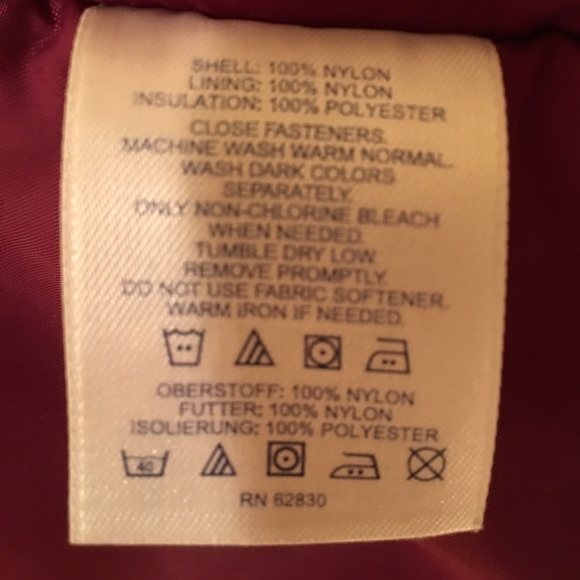 SHELL: 100% NYLON
LINING: 100% NYLON
INSULATION: 100% POLYESTER
CLOSE FASTENERS.
MACHINE WASH WARM NORMAL.
WASH DARK COLORS
SEPARATELY.
ONLY NON-CHLORINE BLEACH
WHEN NEEDED.
TUMBLE DRY LOW.
REMOVE PROMPTLY.
DO NOT USE FABRIC SOFTENER.
WARM IRON IF NEEDED.
OBERSTOFF: 100% NYLON
FUTTER: 100% NYLON
ISOLIERUNG: 100% POLYESTER
40
RN 62830